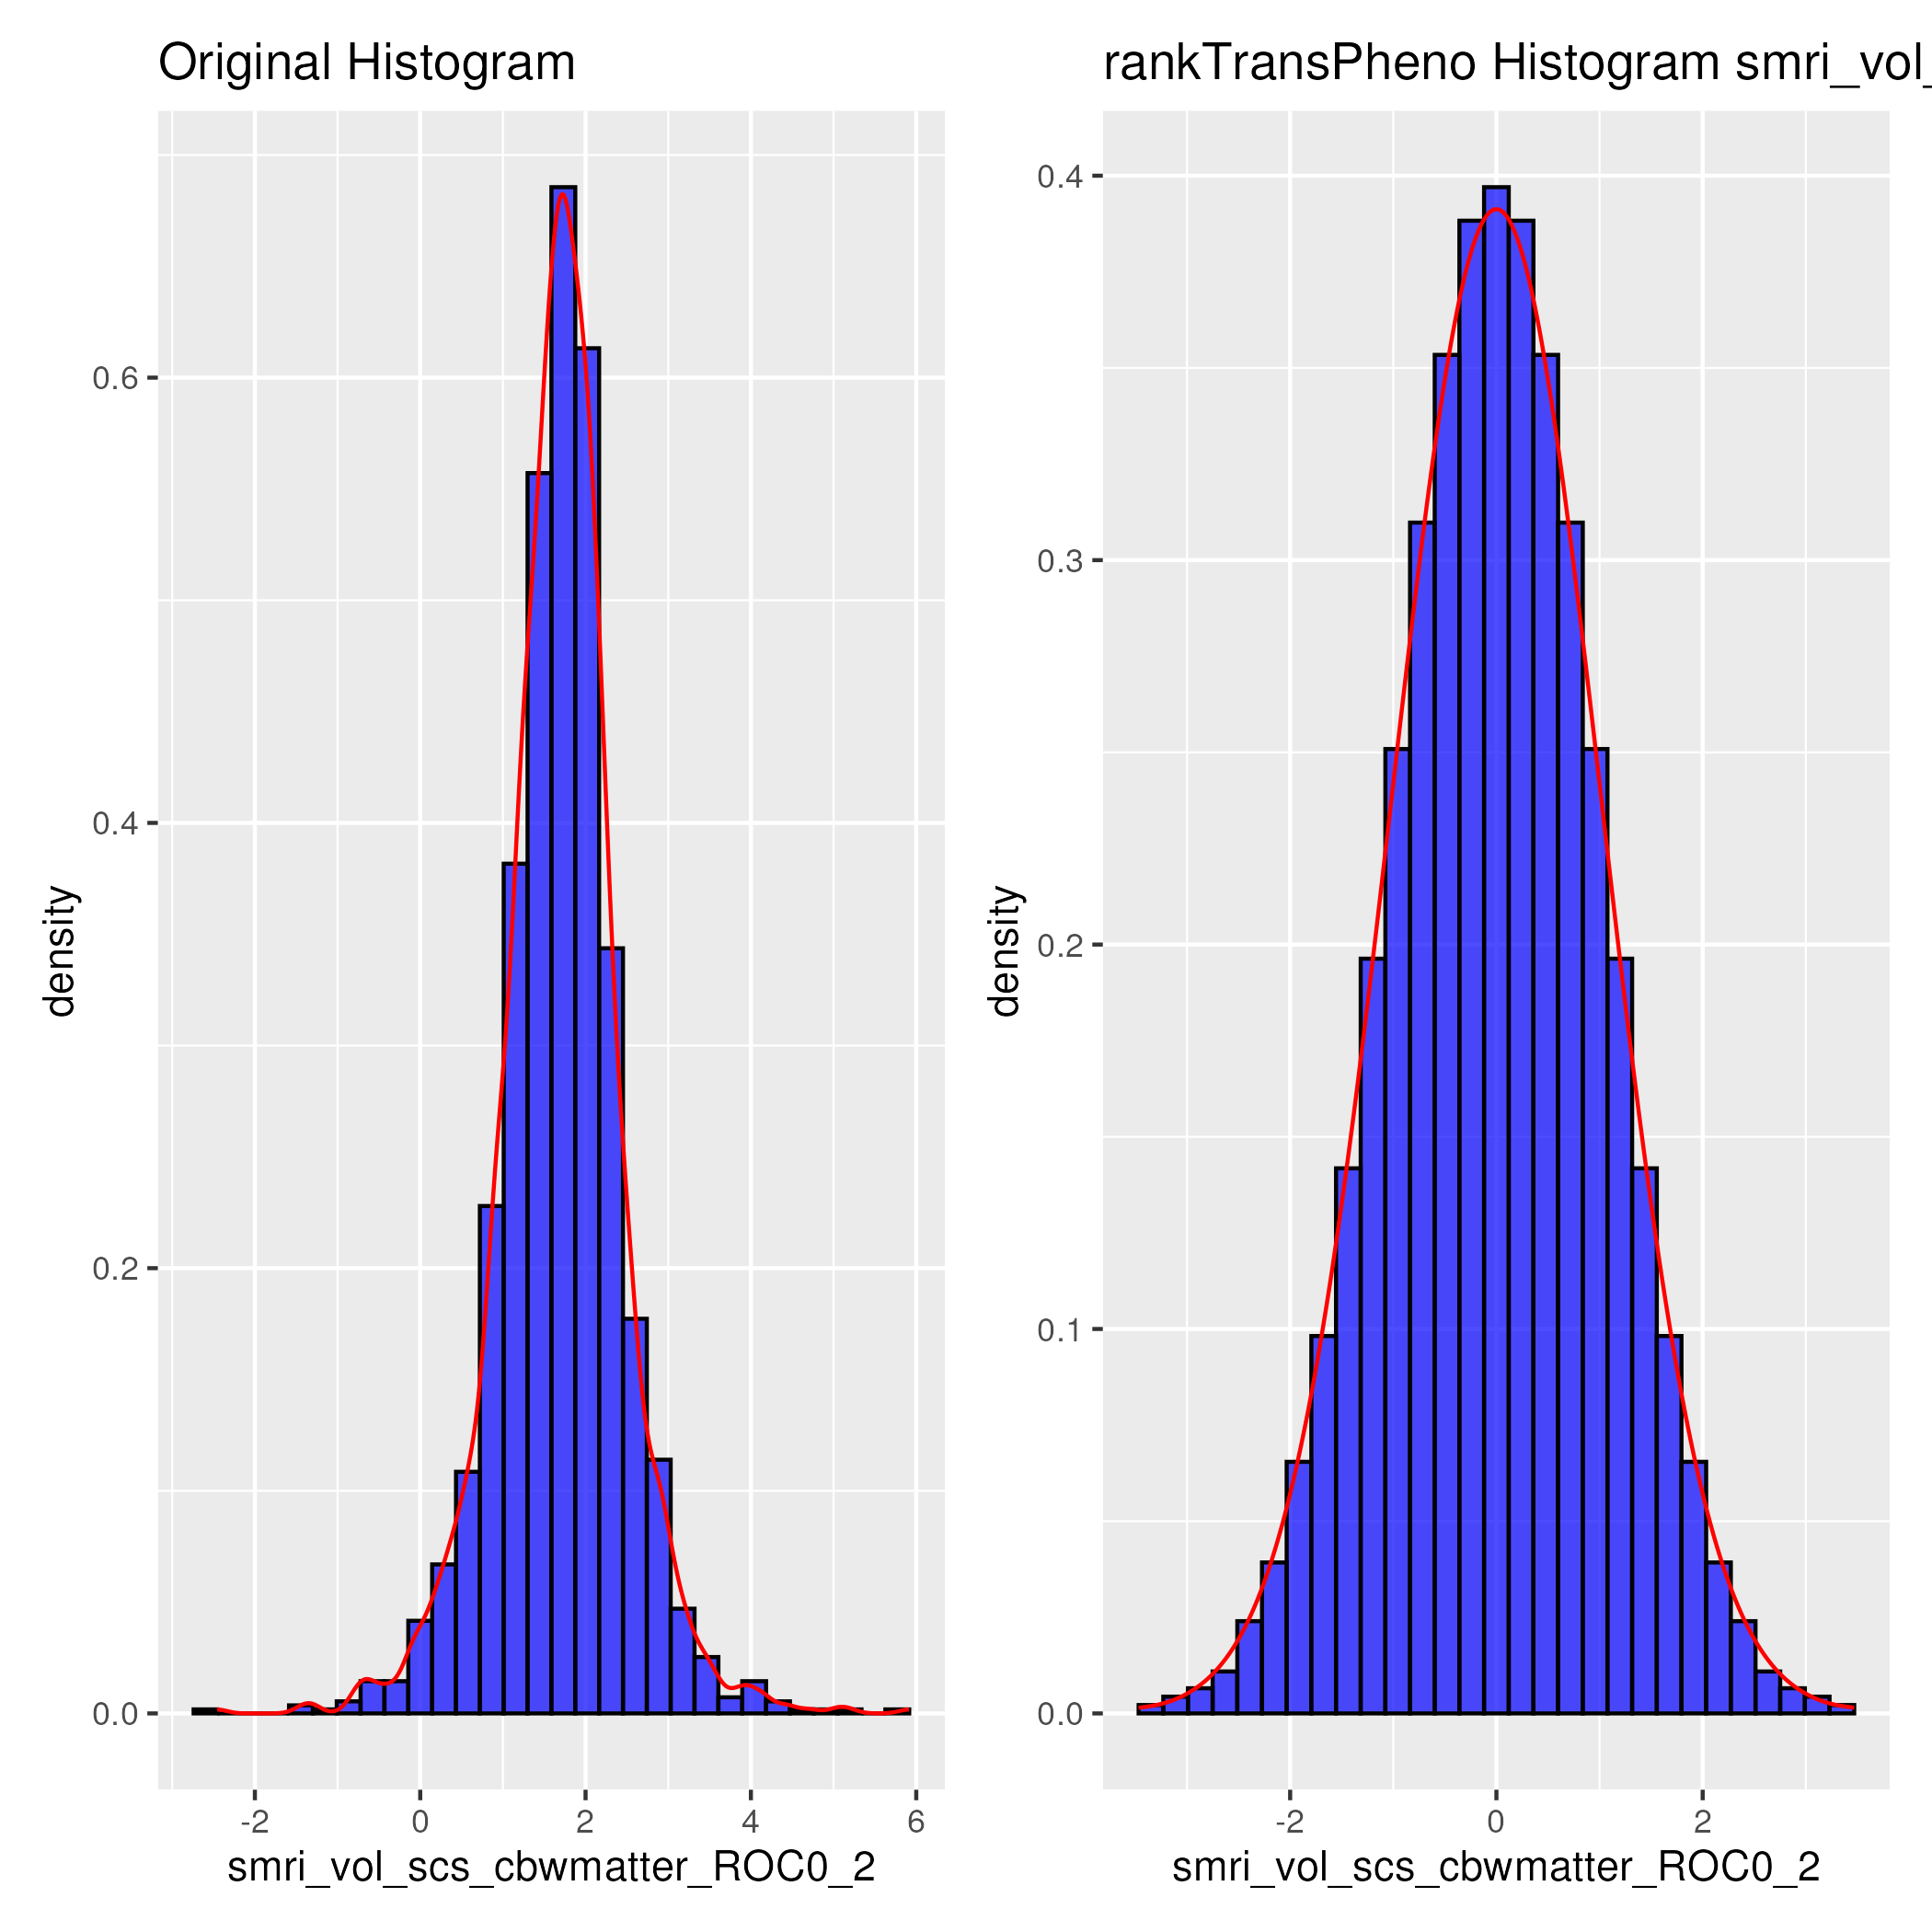 Original Histogram
density
0.6
0.4
0.2
0.0
-2 0 2 4 6
smri_vol_scs_cbwmatter_ROC0_2
rankTransPheno Histogram smri_vol_
density
0.4
0.3
0.2
0.1
0.0
-2 0 2
smri_vol_scs_cbwmatter_ROC0_2